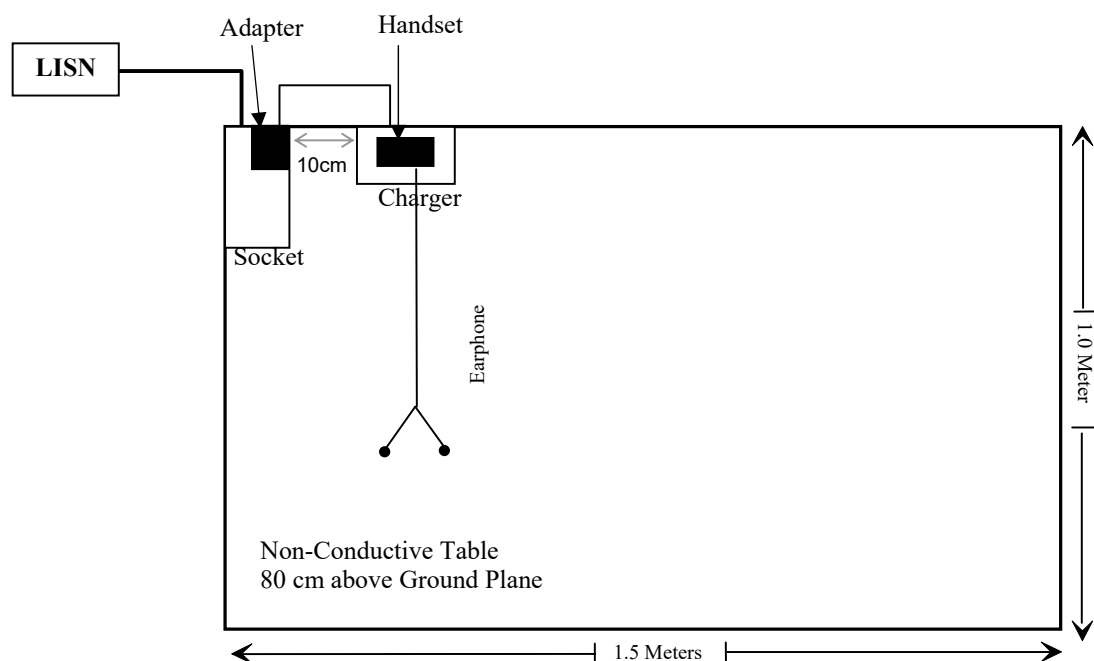 Adapter
Handset
LISN
10cm
Charger
Socket
Earphone
1.0 Meter
Non-Conductive Table
80 cm above Ground Plane
1.5 Meters